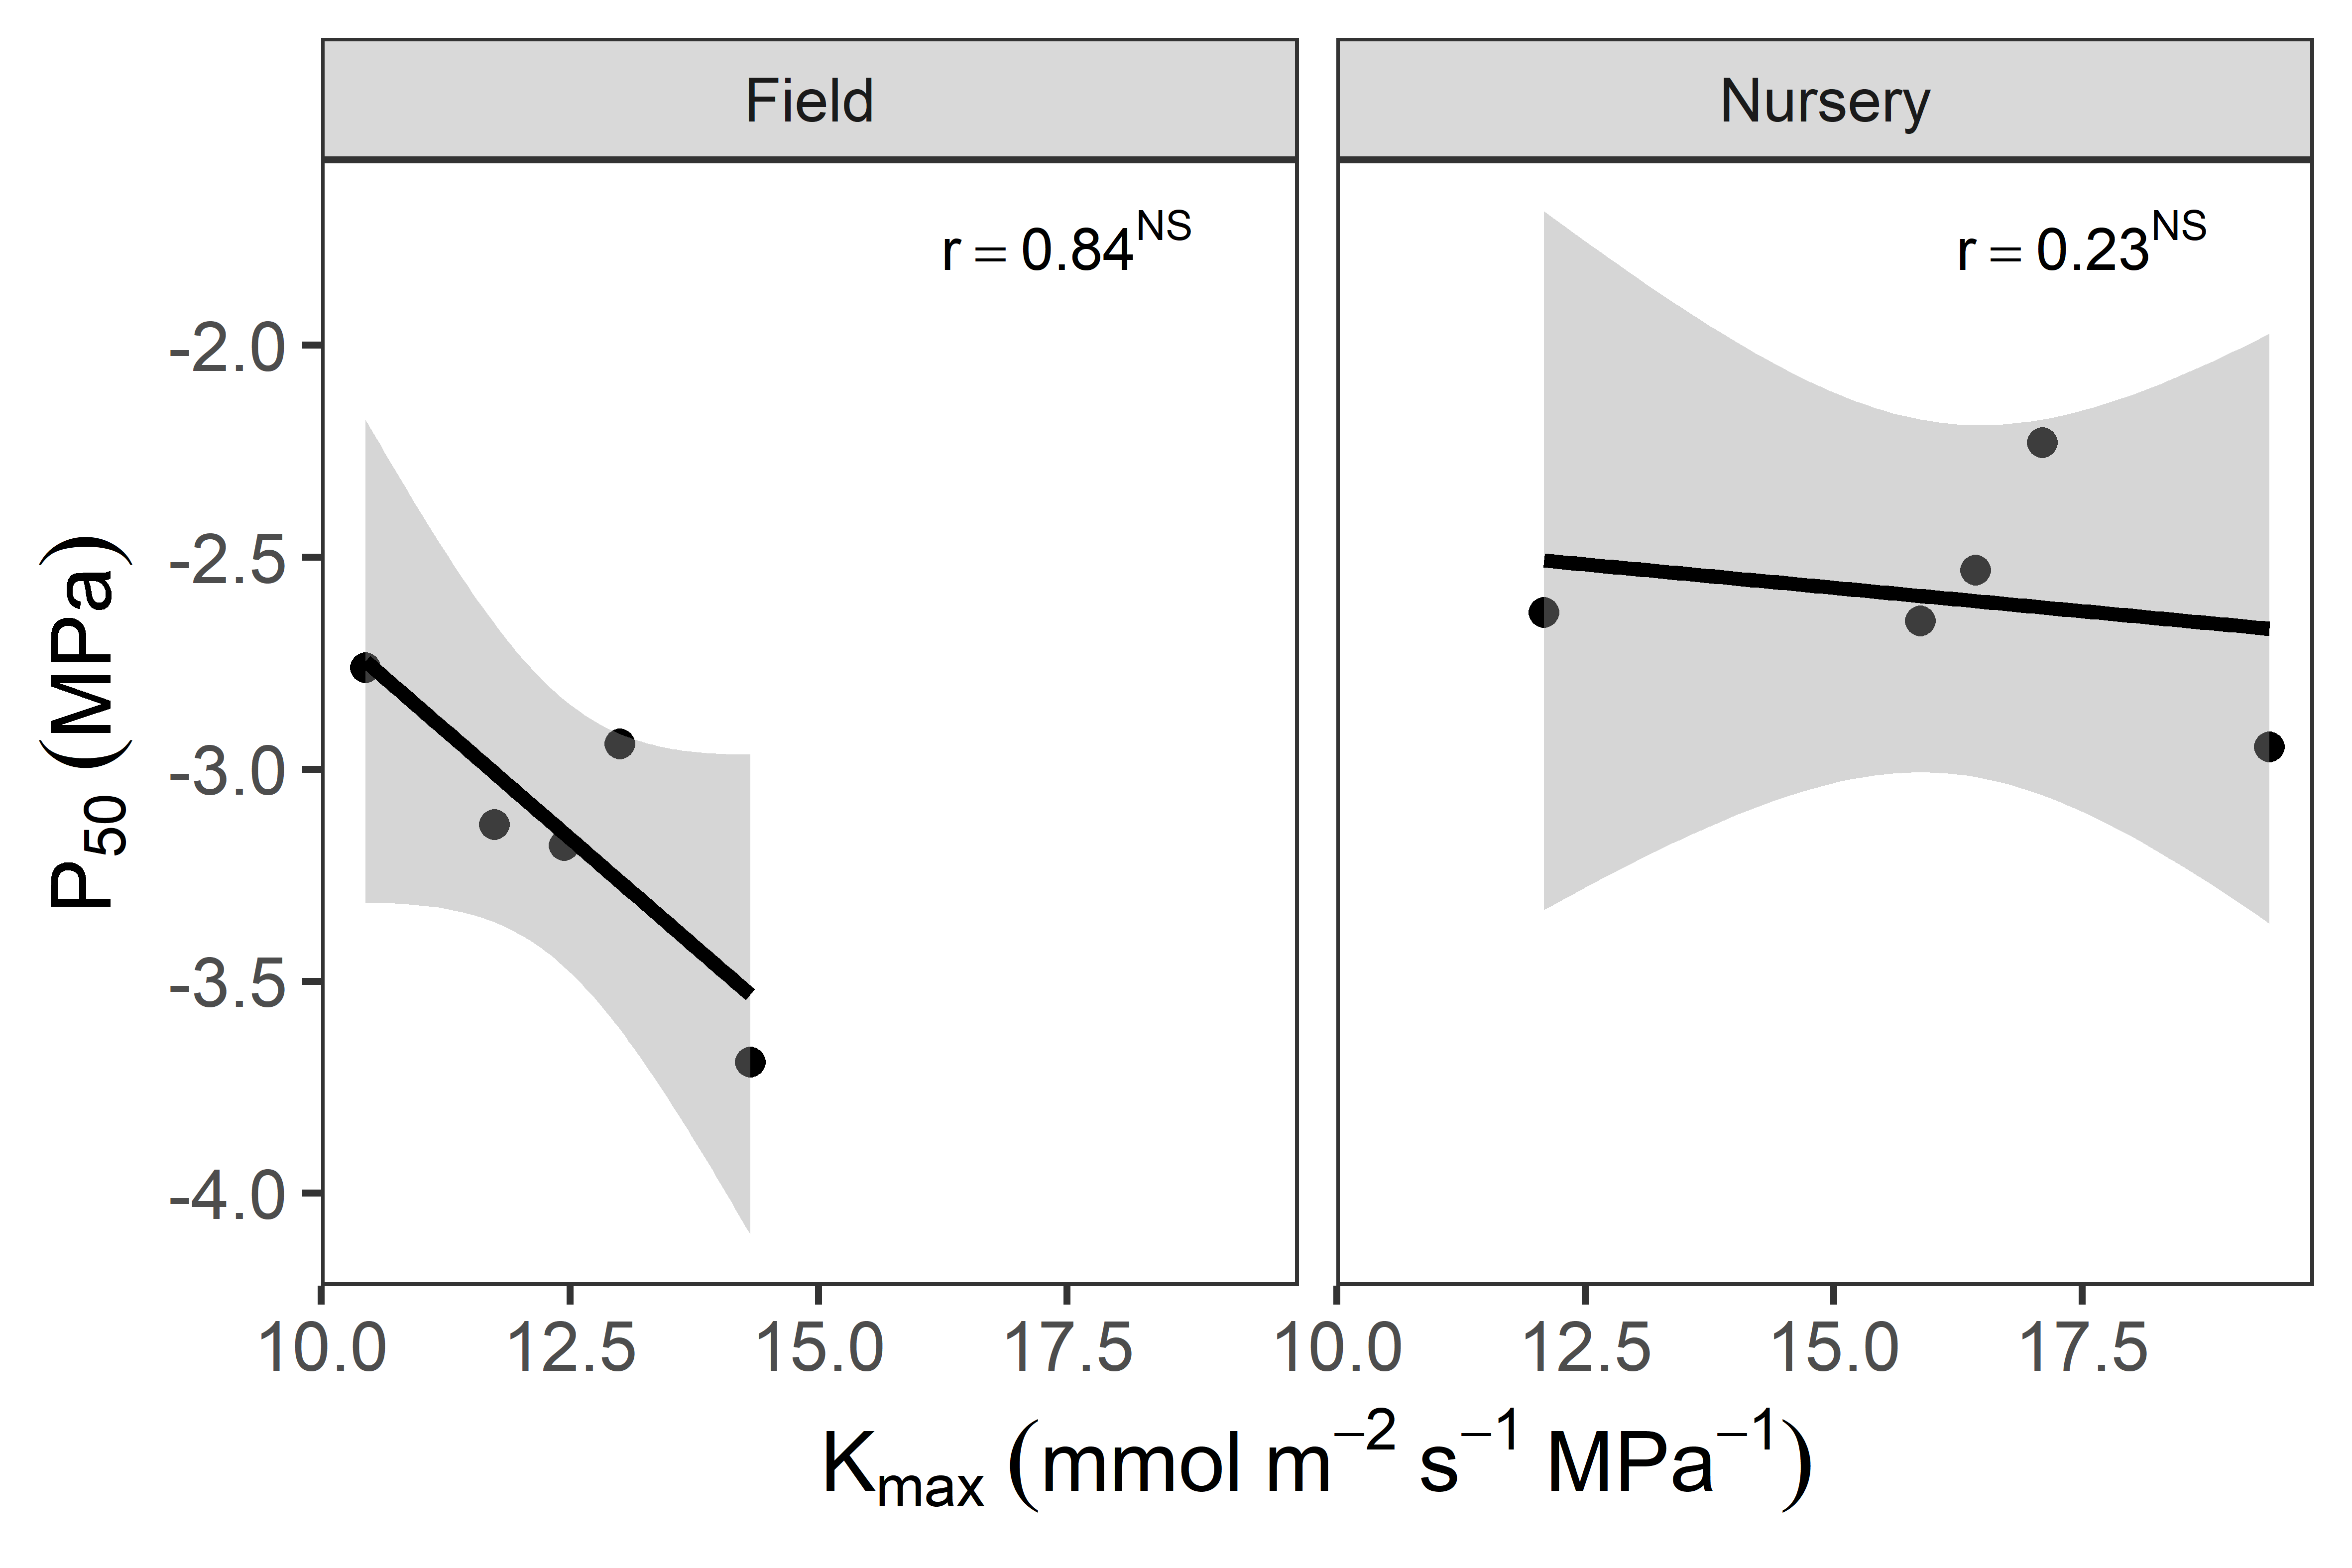 Field
Nursery
r = 0.84^NS
r = 0.23^NS
-2.0
-2.5
-3.0
-3.5
-4.0
P₅₀ (MPa)
10.0 12.5 15.0 17.5 10.0 12.5 15.0 17.5
Kmax (mmol m⁻² s⁻¹ MPa⁻¹)